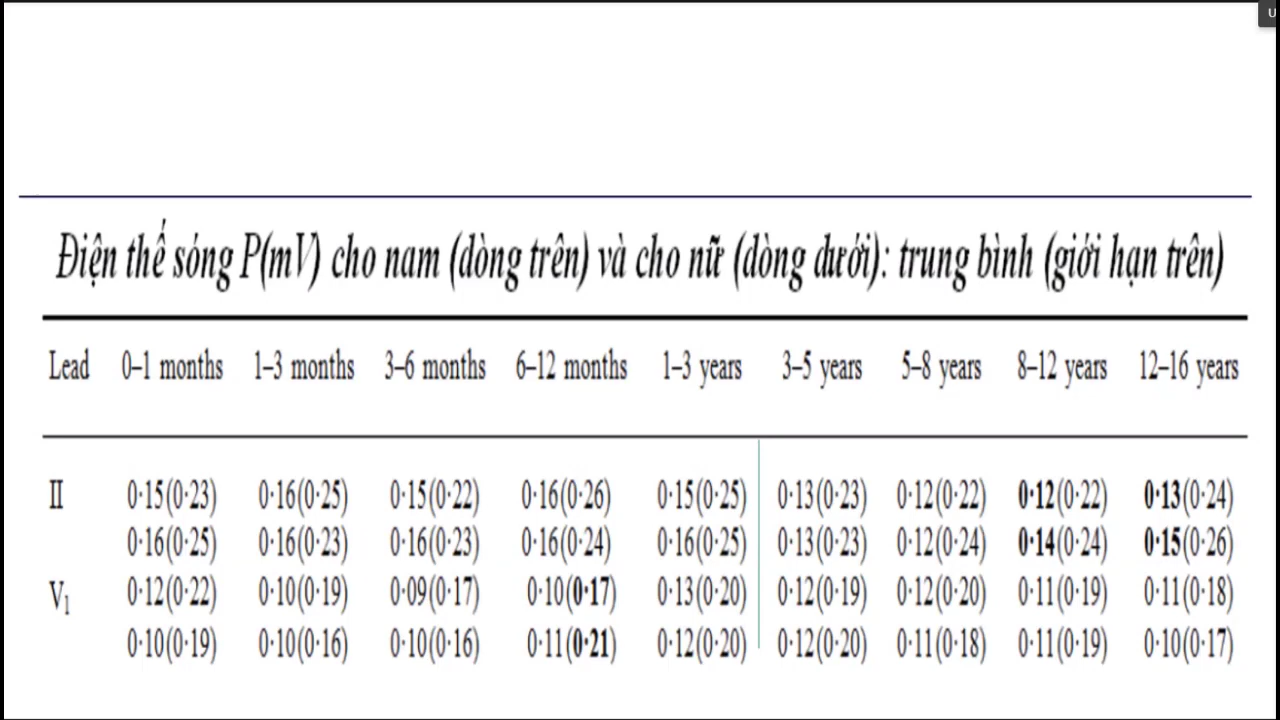 U
Điện thế sóng P(mV) cho nam (dòng trên) và cho nữ (dòng dưới): trung bình (giới hạn trên)
Lead 0–1 months 1–3 months 3–6 months 6–12 months 1–3 years 3–5 years 5–8 years 8–12 years 12–16 years
II 0·15(0·23) 0·16(0·25) 0·15(0·22) 0·16(0·26) 0·15(0·25) 0·13(0·23) 0·12(0·22) 0·12(0·22) 0·13(0·24)
0·16(0·25) 0·16(0·23) 0·16(0·23) 0·16(0·24) 0·16(0·25) 0·13(0·23) 0·12(0·24) 0·14(0·24) 0·15(0·26)
V₁ 0·12(0·22) 0·10(0·19) 0·09(0·17) 0·10(0·17) 0·13(0·20) 0·12(0·19) 0·12(0·20) 0·11(0·19) 0·11(0·18)
0·10(0·19) 0·10(0·16) 0·10(0·16) 0·11(0·21) 0·12(0·20) 0·12(0·20) 0·11(0·18) 0·11(0·19) 0·10(0·17)